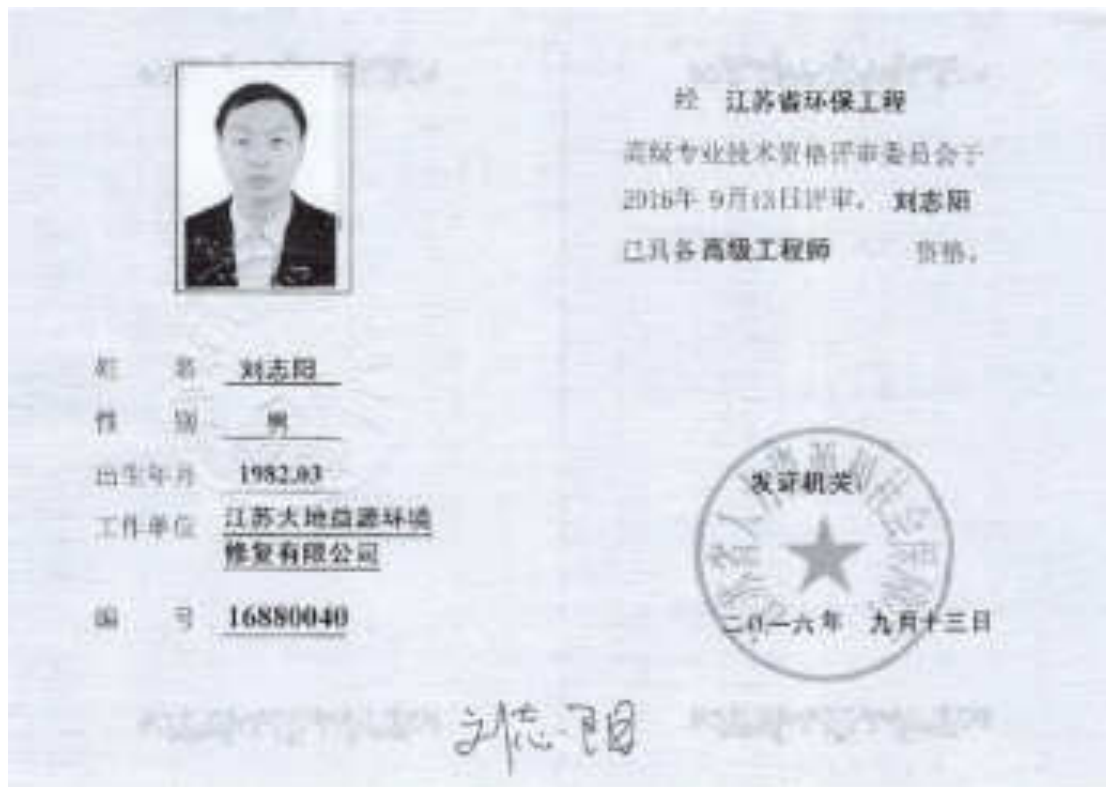 姓 名 刘志阳
性 别 男
出生年月 1982.03
工作单位 江苏大地益源环境
修复有限公司
编 号 16880040
经 江苏省环保工程
高级专业技术资格评审委员会于
2016年 9月13日评审， 刘志阳
已具备 高级工程师 资格。
发证机关
二〇一六年 九月十三日
刘志阳